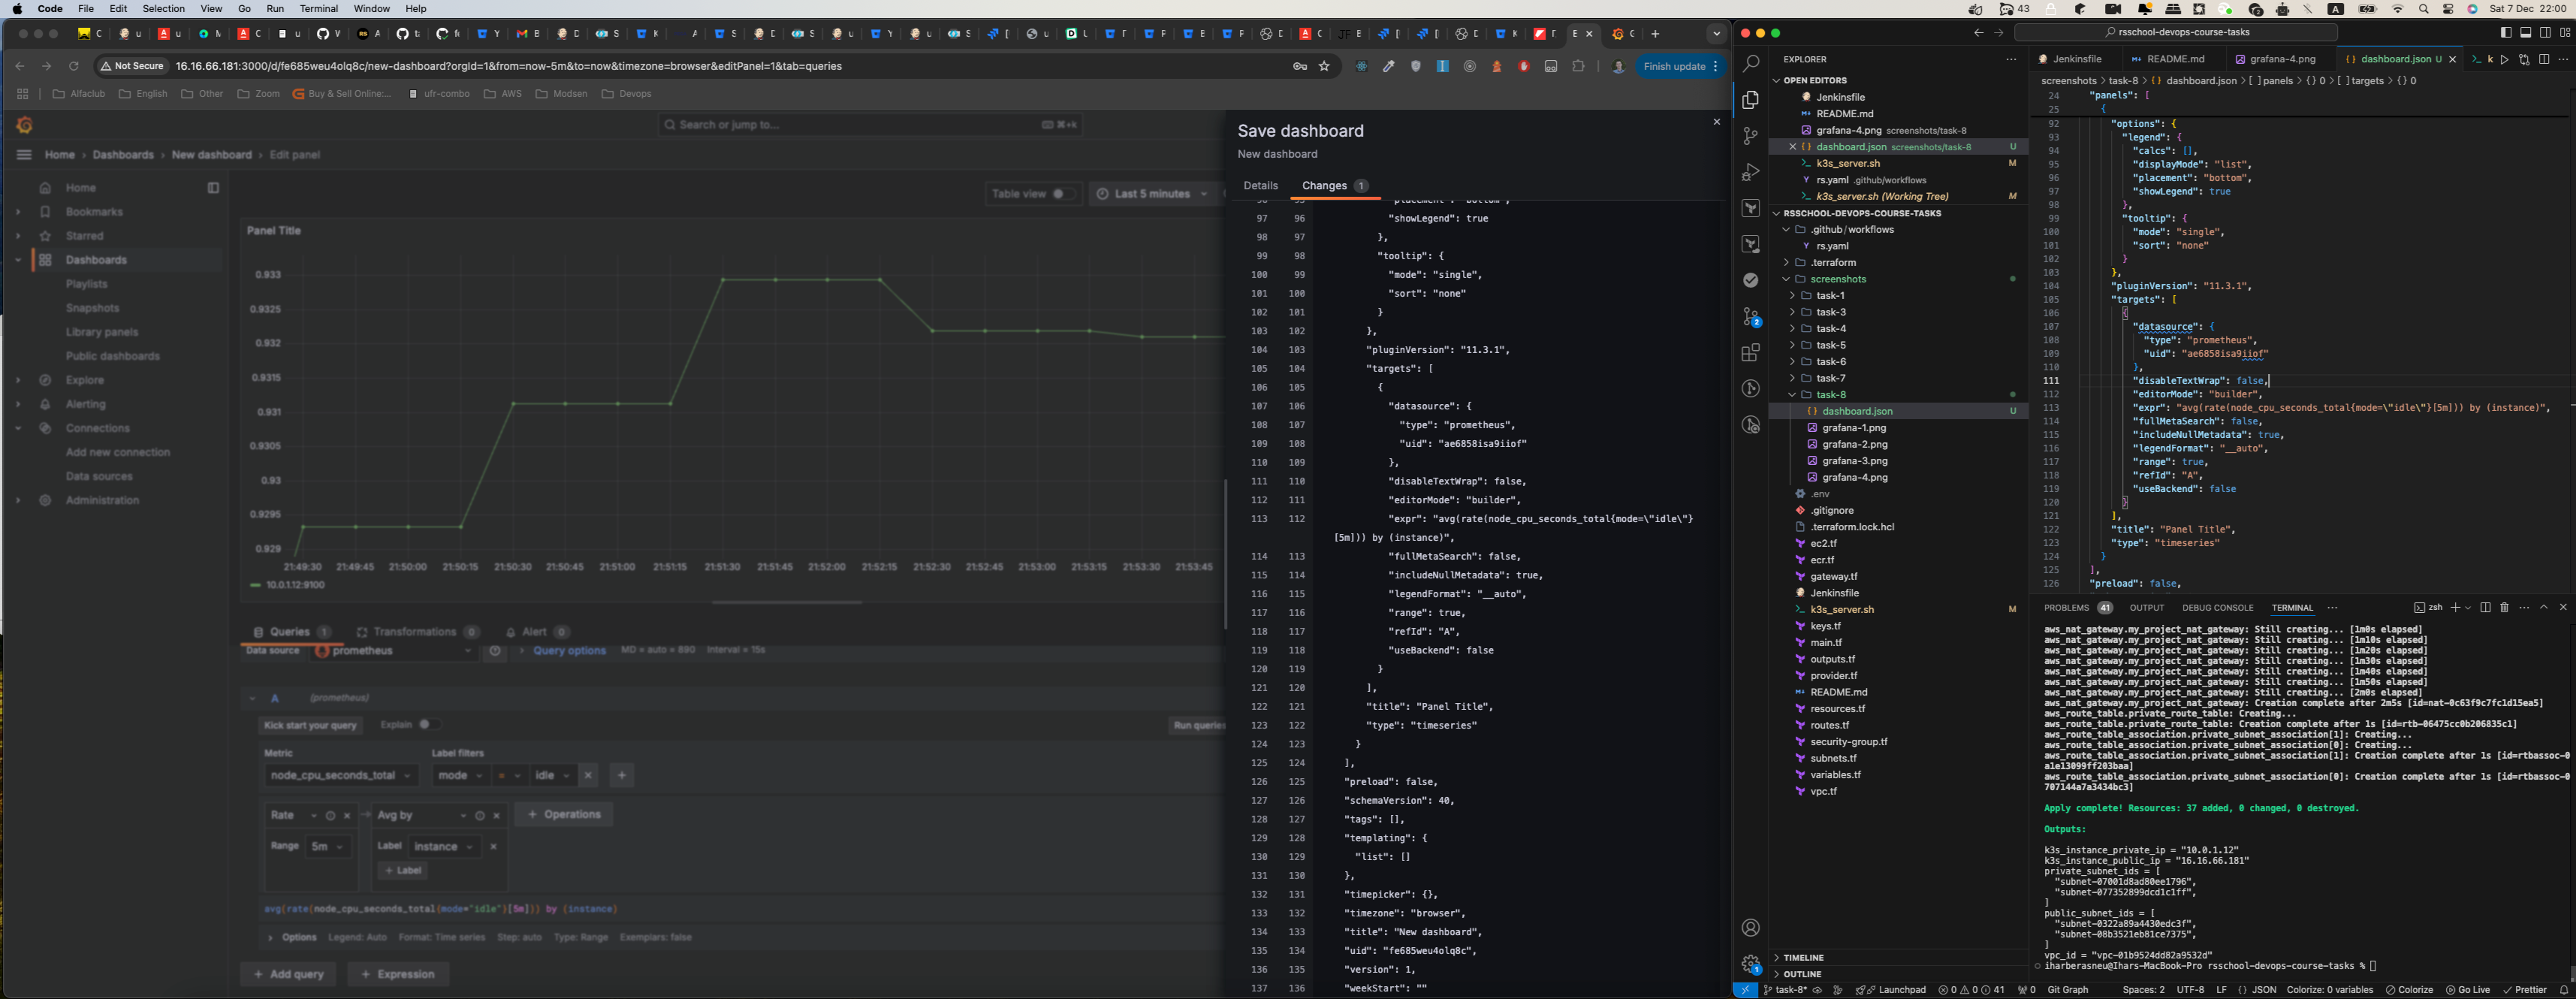 Code File Edit Selection View Go Run Terminal Window Help
43
Sat 7 Dec 22:00
Not Secure 16.16.66.181:3000/d/fe685weu4olq8c/new-dashboard?orgId=1&from=now-5m&to=now&timezone=browser&editPanel=1&tab=queries
Finish update
Alfaclub English Other Zoom Buy & Sell Online:... ufr-combo AWS Modsen Devops
Search or jump to... ⌘+k
Home › Dashboards › New dashboard › Edit panel
Home
Bookmarks
Starred
Dashboards
Playlists
Snapshots
Library panels
Public dashboards
Explore
Alerting
Connections
Add new connection
Data sources
Administration
Table view Last 5 minutes
Panel Title
0.933
0.9325
0.932
0.9315
0.931
0.9305
0.93
0.9295
0.929
21:49:30 21:49:45 21:50:00 21:50:15 21:50:30 21:50:45 21:51:00 21:51:15 21:51:30 21:51:45 21:52:00 21:52:15 21:52:30 21:52:45 21:53:00 21:53:15 21:53:30 21:53:45
10.0.1.12:9100
Queries 1 Transformations 0 Alert 0
Data source prometheus Query options MD = auto = 890 Interval = 15s
A (prometheus)
Kick start your query Explain Run queries
Metric Label filters
node_cpu_seconds_total mode = idle
Rate Avg by + Operations
Range 5m Label instance
+ Label
avg(rate(node_cpu_seconds_total{mode="idle"}[5m])) by (instance)
Options Legend: Auto Format: Time series Step: auto Type: Range Exemplars: false
+ Add query + Expression
Save dashboard
New dashboard
Details Changes 1
97 96 "showLegend": true
98 97 },
99 98 "tooltip": {
100 99 "mode": "single",
101 100 "sort": "none"
102 101 }
103 102 },
104 103 "pluginVersion": "11.3.1",
105 104 "targets": [
106 105 {
107 106 "datasource": {
108 107 "type": "prometheus",
109 108 "uid": "ae6858isa9iiof"
110 109 },
111 110 "disableTextWrap": false,
112 111 "editorMode": "builder",
113 112 "expr": "avg(rate(node_cpu_seconds_total{mode=\"idle\"}
[5m])) by (instance)",
114 113 "fullMetaSearch": false,
115 114 "includeNullMetadata": true,
116 115 "legendFormat": "__auto",
117 116 "range": true,
118 117 "refId": "A",
119 118 "useBackend": false
120 119 }
121 120 ],
122 121 "title": "Panel Title",
123 122 "type": "timeseries"
124 123 }
125 124 ],
126 125 "preload": false,
127 126 "schemaVersion": 40,
128 127 "tags": [],
129 128 "templating": {
130 129 "list": []
131 130 },
132 131 "timepicker": {},
133 132 "timezone": "browser",
134 133 "title": "New dashboard",
135 134 "uid": "fe685weu4olq8c",
136 135 "version": 1,
137 136 "weekStart": ""
rsschool-devops-course-tasks
EXPLORER
OPEN EDITORS
Jenkinsfile
README.md
grafana-4.png screenshots/task-8
dashboard.json screenshots/task-8 U
k3s_server.sh M
rs.yaml .github/workflows
k3s_server.sh (Working Tree) M
RSSCHOOL-DEVOPS-COURSE-TASKS
.github/workflows
rs.yaml
.terraform
screenshots
task-1
task-3
task-4
task-5
task-6
task-7
task-8
dashboard.json U
grafana-1.png
grafana-2.png
grafana-3.png
grafana-4.png
.env
.gitignore
.terraform.lock.hcl
ec2.tf
ecr.tf
gateway.tf
Jenkinsfile
k3s_server.sh M
keys.tf
main.tf
outputs.tf
provider.tf
README.md
resources.tf
routes.tf
security-group.tf
subnets.tf
variables.tf
vpc.tf
TIMELINE
OUTLINE
Jenkinsfile README.md grafana-4.png dashboard.json U k
screenshots › task-8 › dashboard.json › [ ] panels › {} 0 › [ ] targets › {} 0
24 "panels": [
25 {
92 "options": {
93 "legend": {
94 "calcs": [],
95 "displayMode": "list",
96 "placement": "bottom",
97 "showLegend": true
98 },
99 "tooltip": {
100 "mode": "single",
101 "sort": "none"
102 }
103 },
104 "pluginVersion": "11.3.1",
105 "targets": [
106 {
107 "datasource": {
108 "type": "prometheus",
109 "uid": "ae6858isa9iiof"
110 },
111 "disableTextWrap": false,
112 "editorMode": "builder",
113 "expr": "avg(rate(node_cpu_seconds_total{mode=\"idle\"}[5m])) by (instance)",
114 "fullMetaSearch": false,
115 "includeNullMetadata": true,
116 "legendFormat": "__auto",
117 "range": true,
118 "refId": "A",
119 "useBackend": false
120 }
121 ],
122 "title": "Panel Title",
123 "type": "timeseries"
124 }
125 ],
126 "preload": false,
PROBLEMS 41 OUTPUT DEBUG CONSOLE TERMINAL zsh
aws_nat_gateway.my_project_nat_gateway: Still creating... [1m0s elapsed]
aws_nat_gateway.my_project_nat_gateway: Still creating... [1m10s elapsed]
aws_nat_gateway.my_project_nat_gateway: Still creating... [1m20s elapsed]
aws_nat_gateway.my_project_nat_gateway: Still creating... [1m30s elapsed]
aws_nat_gateway.my_project_nat_gateway: Still creating... [1m40s elapsed]
aws_nat_gateway.my_project_nat_gateway: Still creating... [1m50s elapsed]
aws_nat_gateway.my_project_nat_gateway: Still creating... [2m0s elapsed]
aws_nat_gateway.my_project_nat_gateway: Creation complete after 2m5s [id=nat-0c63f9c7fc1d15ea5]
aws_route_table.private_route_table: Creating...
aws_route_table.private_route_table: Creation complete after 1s [id=rtb-06475cc0b206835c1]
aws_route_table_association.private_subnet_association[1]: Creating...
aws_route_table_association.private_subnet_association[0]: Creating...
aws_route_table_association.private_subnet_association[1]: Creation complete after 1s [id=rtbassoc-0
a1e13099ff203baa]
aws_route_table_association.private_subnet_association[0]: Creation complete after 1s [id=rtbassoc-0
707144a7a3434bc3]
Apply complete! Resources: 37 added, 0 changed, 0 destroyed.
Outputs:
k3s_instance_private_ip = "10.0.1.12"
k3s_instance_public_ip = "16.16.66.181"
private_subnet_ids = [
"subnet-07001d8ad80ee1796",
"subnet-077352899dcd1c1ff",
]
public_subnet_ids = [
"subnet-0322a89a4430edc3f",
"subnet-08b3521eb81ce7375",
]
vpc_id = "vpc-01b9524dd82a9532d"
iharberasneu@Ihars-MacBook-Pro rsschool-devops-course-tasks %
task-8* Launchpad 0 0 41 0 Git Graph Spaces: 2 UTF-8 LF {} JSON Colorize: 0 variables Colorize Go Live Prettier